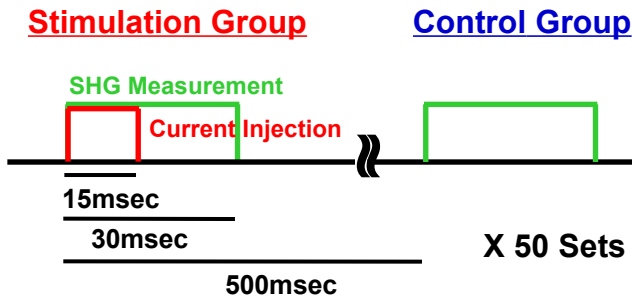 Stimulation Group
Control Group
SHG Measurement
Current Injection
15msec
30msec
X 50 Sets
500msec